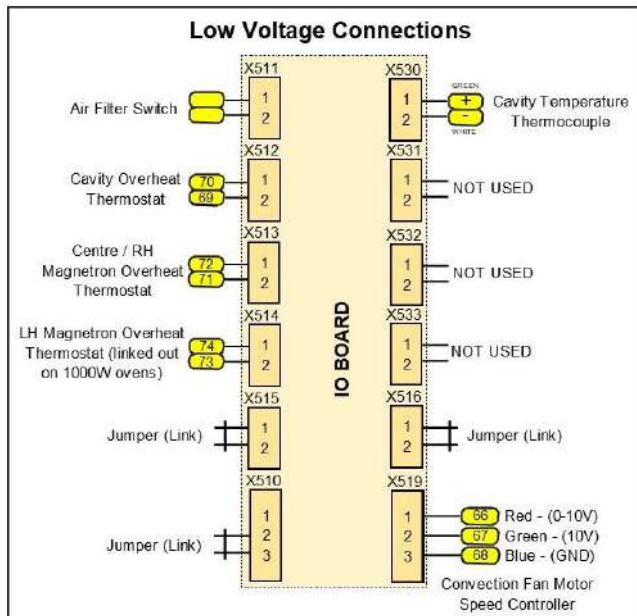 Low Voltage Connections
X511
1
2
Air Filter Switch
X512
1
2
Cavity Overheat
Thermostat
70
69
X513
1
2
Centre / RH
Magnetron Overheat
Thermostat
72
71
X514
1
2
LH Magnetron Overheat
Thermostat (linked out
on 1000W ovens)
74
73
X515
1
2
Jumper (Link)
X510
1
2
3
Jumper (Link)
IO BOARD
X530
1
2
GREEN
+
-
WHITE
Cavity Temperature
Thermocouple
X531
1
2
NOT USED
X532
1
2
NOT USED
X533
1
2
NOT USED
X516
1
2
Jumper (Link)
X519
1
2
3
66 Red - (0-10V)
67 Green - (10V)
68 Blue - (GND)
Convection Fan Motor
Speed Controller